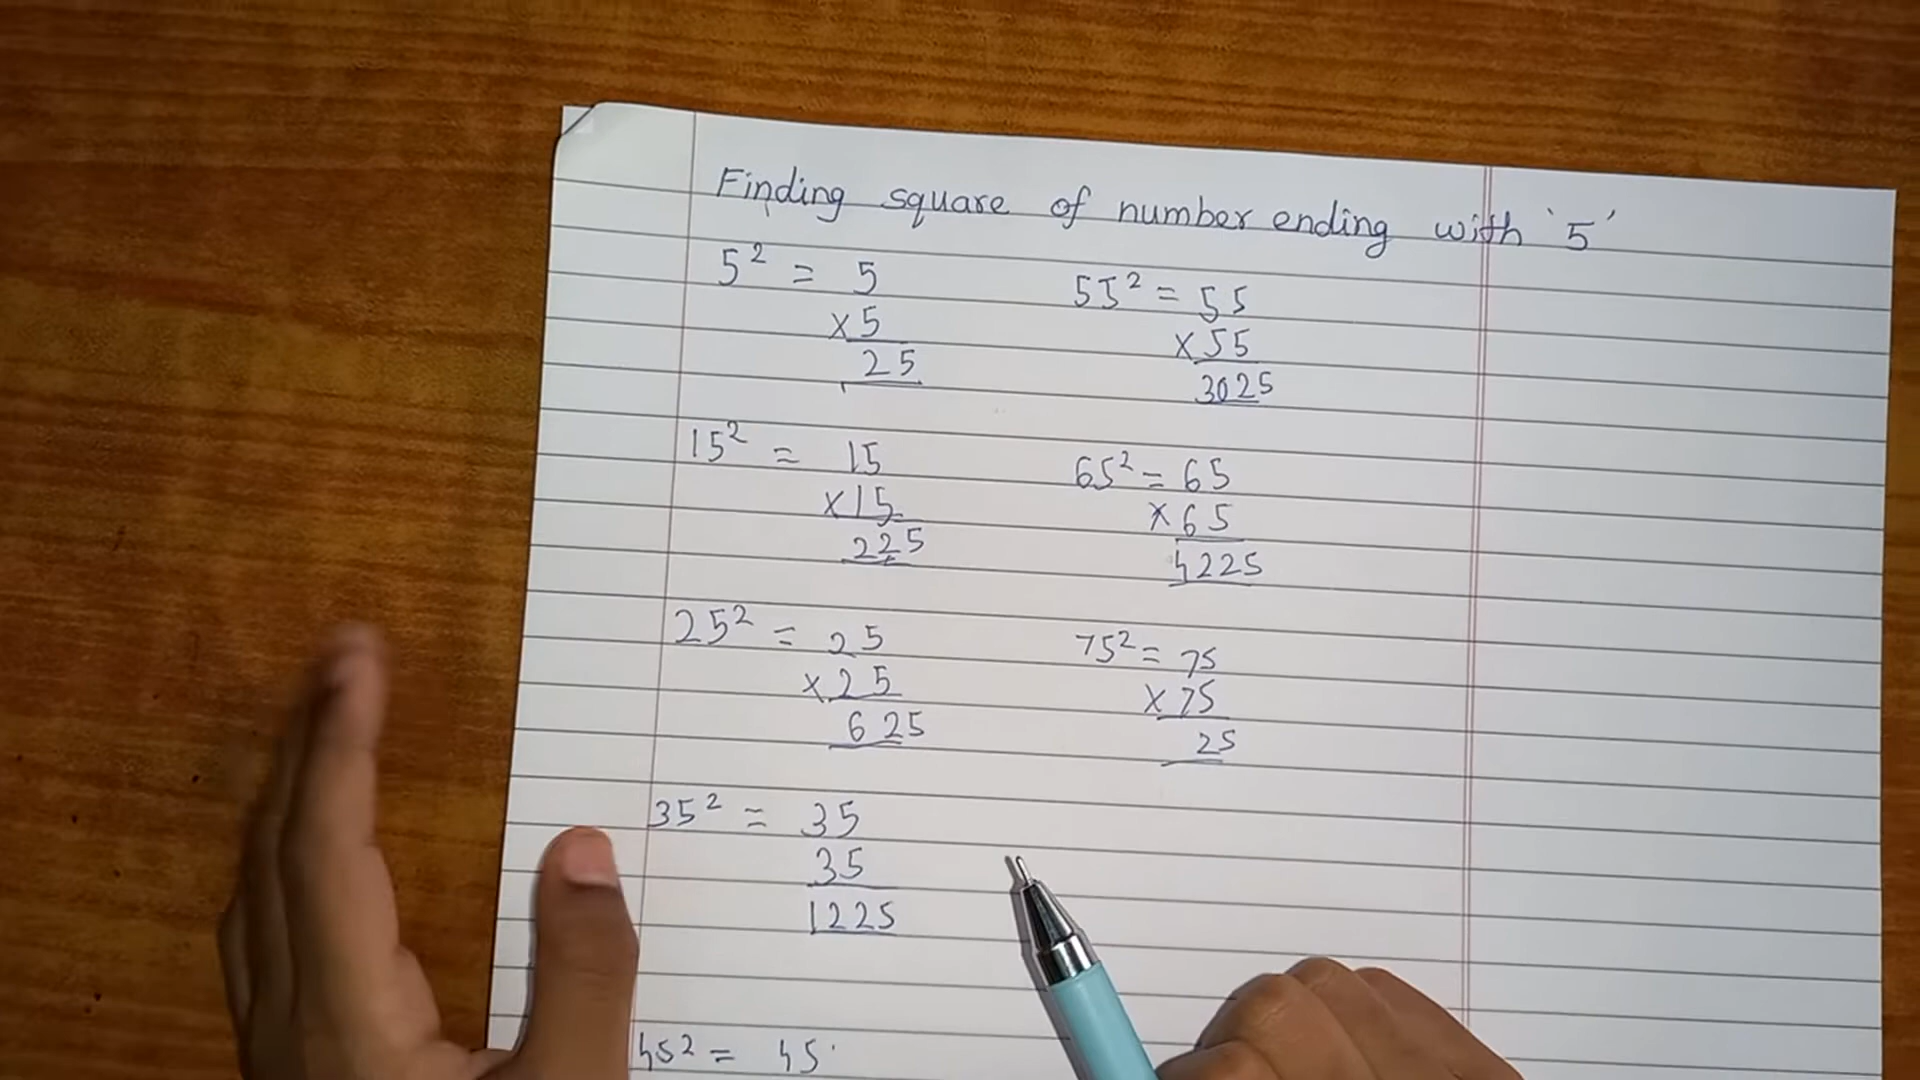 Finding square of number ending with '5'
5² = 5
×5
25
15² = 15
×15
225
25² = 25
×25
625
35² = 35
35
1225
45² = 45
55² = 55
×55
3025
65² = 65
×65
4225
75² = 75
×75
25